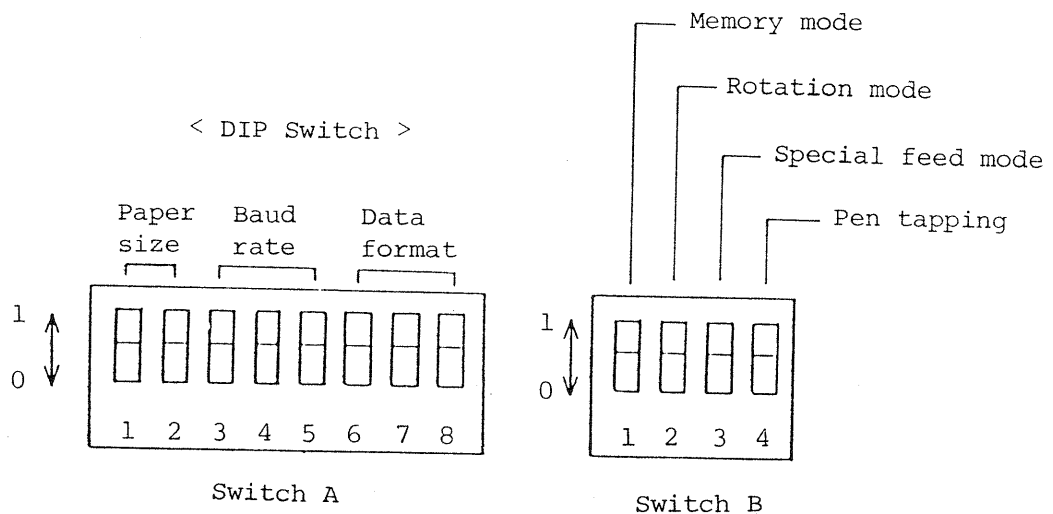 Memory mode
Rotation mode
< DIP Switch >
Special feed mode
Paper size
Baud rate
Data format
Pen tapping
1
0
1 2 3 4 5 6 7 8
Switch A
1
0
1 2 3 4
Switch B